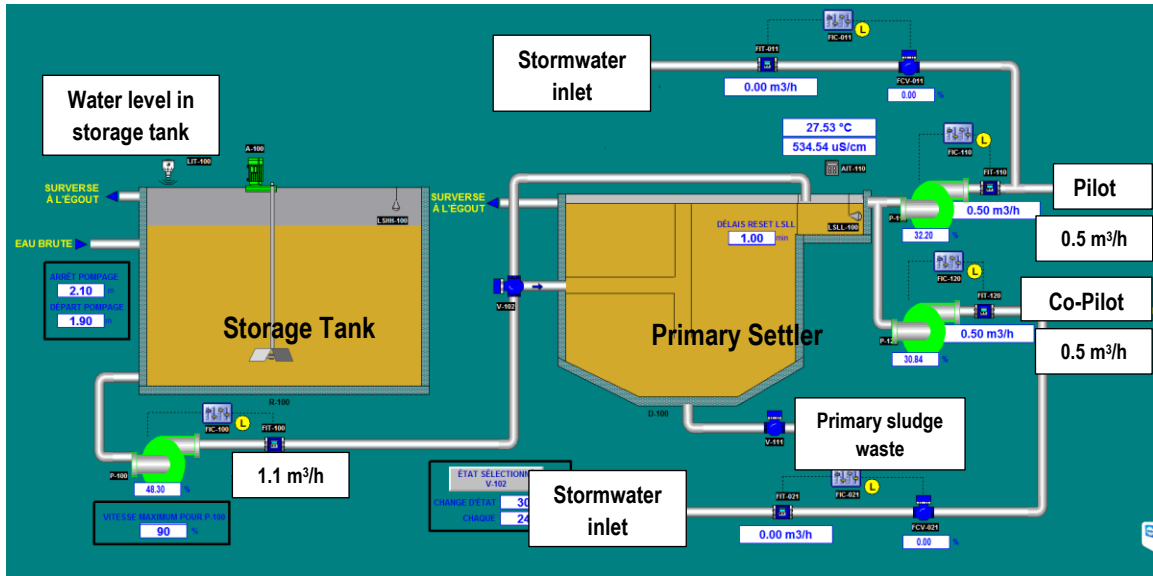 Stormwater
inlet
FIT-011
FIC-011
L
0.00 m3/h
FCV-011
0.00 %
Water level in
storage tank
LIT-100
A-100
SURVERSE
À L'ÉGOUT
EAU BRUTE
LSHH-100
ARRÊT POMPAGE
2.10 m
DÉPART POMPAGE
1.90 m
Storage Tank
R-100
SURVERSE
À L'ÉGOUT
27.53 °C
534.54 uS/cm
AIT-110
DÉLAIS RESET LSLL
1.00 min
LSLL-100
V-102
Primary Settler
D-100
FIC-110
L
FIT-110
0.50 m3/h
32.20 %
Pilot
0.5 m³/h
FIC-120
L
FIT-120
0.50 m3/h
30.84 %
Co-Pilot
0.5 m³/h
V-111
Primary sludge
waste
P-100
48.30 %
FIC-100
L
FIT-100
1.1 m³/h
VITESSE MAXIMUM POUR P-100
90 %
ÉTAT SÉLECTIONN
V-102
CHANGE D'ÉTAT
CHAQUE
Stormwater
inlet
FIT-021
FIC-021
L
0.00 m3/h
FCV-021
0.00 %